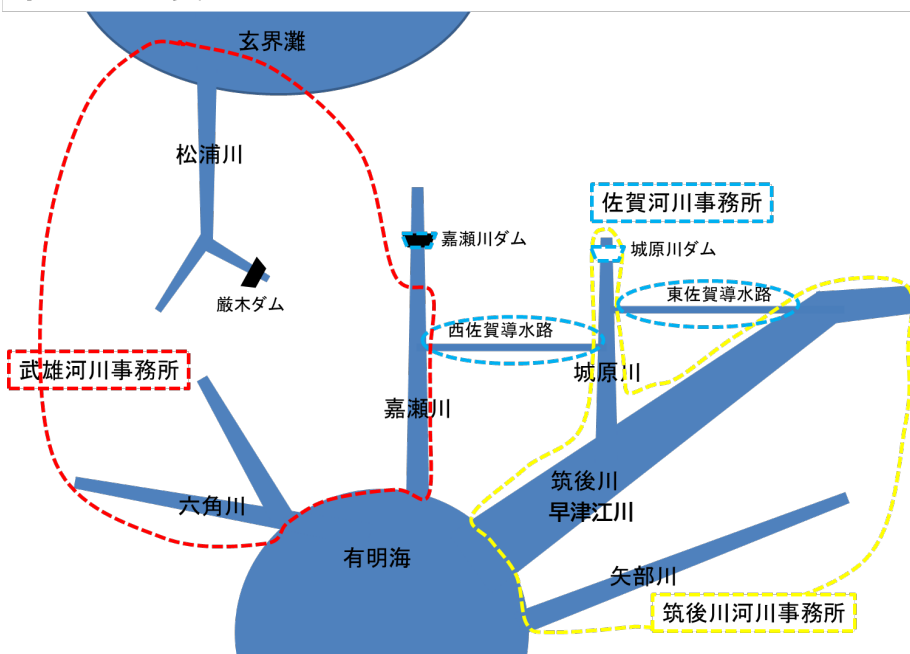 玄界灘
松浦川
佐賀河川事務所
嘉瀬川ダム
城原川ダム
厳木ダム
東佐賀導水路
西佐賀導水路
武雄河川事務所
城原川
嘉瀬川
筑後川
早津江川
六角川
有明海
矢部川
筑後川河川事務所